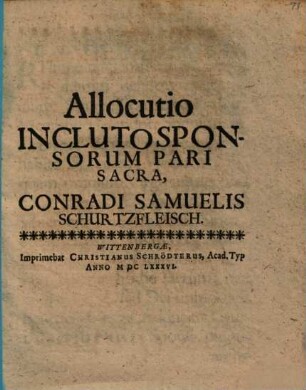 Allocutio
INCLUTO SPON-
SORUM PARI
SACRA,
CONRADI SAMUELIS
SCHURTZFLEISCH.
WITTENBERGÆ,
Imprimebat CHRISTIANUS SCHRÖDTERUS, Acad. Typ
ANNO M DC LXXXVI.